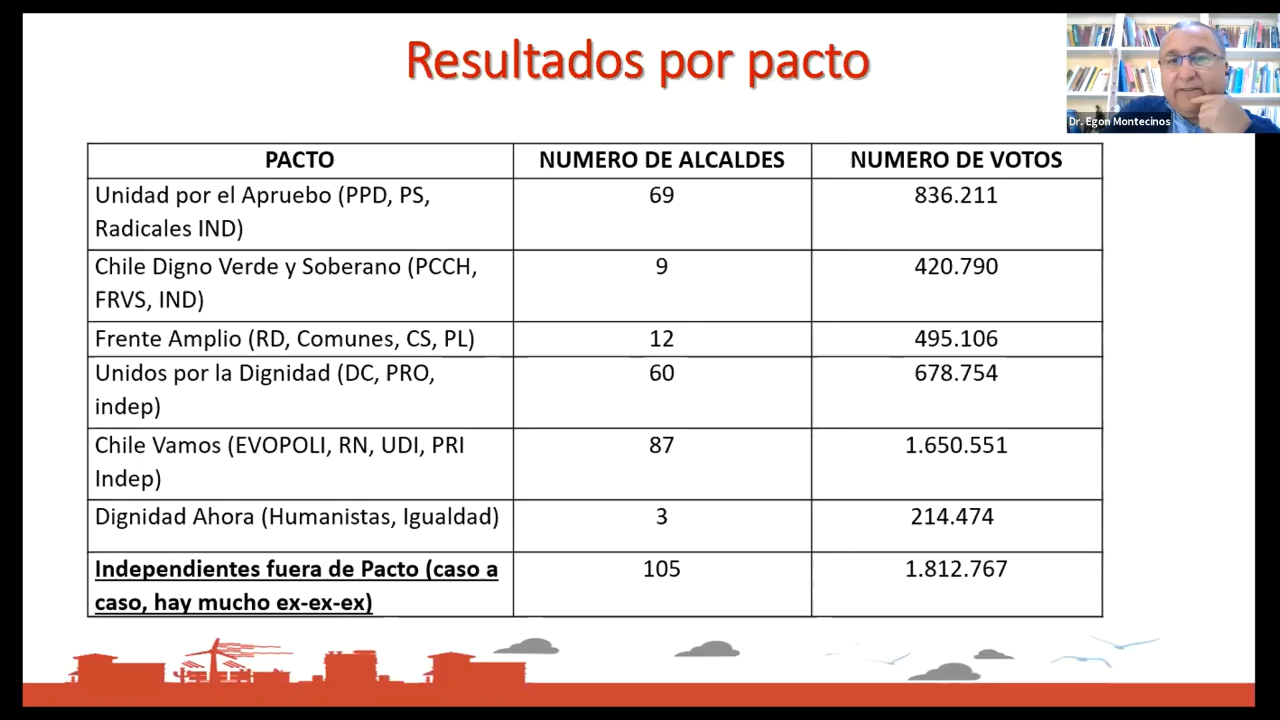 Resultados por pacto
Dr. Egon Montecinos
PACTO NUMERO DE ALCALDES NUMERO DE VOTOS
Unidad por el Apruebo (PPD, PS, 69 836.211
Radicales IND)
Chile Digno Verde y Soberano (PCCH, 9 420.790
FRVS, IND)
Frente Amplio (RD, Comunes, CS, PL) 12 495.106
Unidos por la Dignidad (DC, PRO, 60 678.754
indep)
Chile Vamos (EVOPOLI, RN, UDI, PRI 87 1.650.551
Indep)
Dignidad Ahora (Humanistas, Igualdad) 3 214.474
Independientes fuera de Pacto (caso a 105 1.812.767
caso, hay mucho ex-ex-ex)